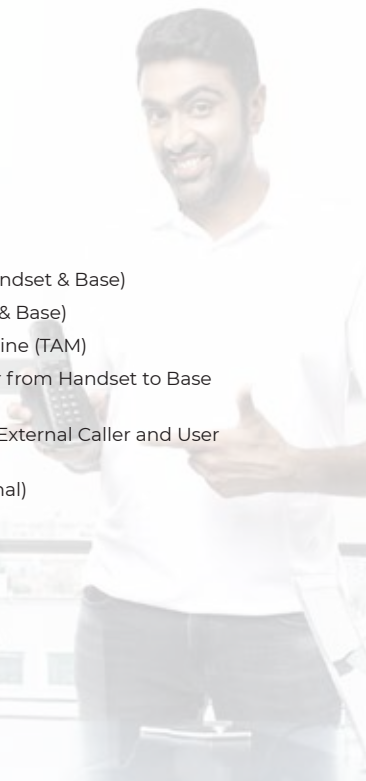 ndset & Base)
& Base)
ine (TAM)
from Handset to Base
External Caller and User
nal)